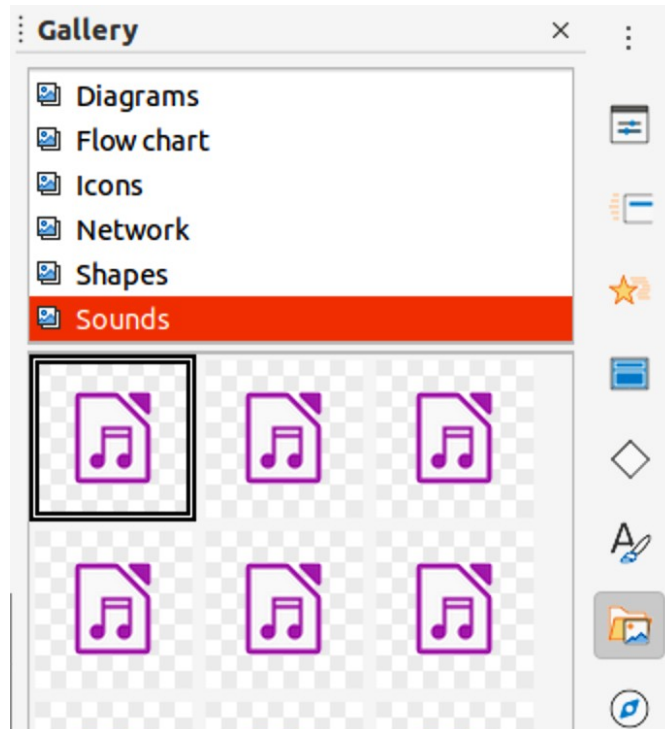 Gallery
Diagrams
Flow chart
Icons
Network
Shapes
Sounds